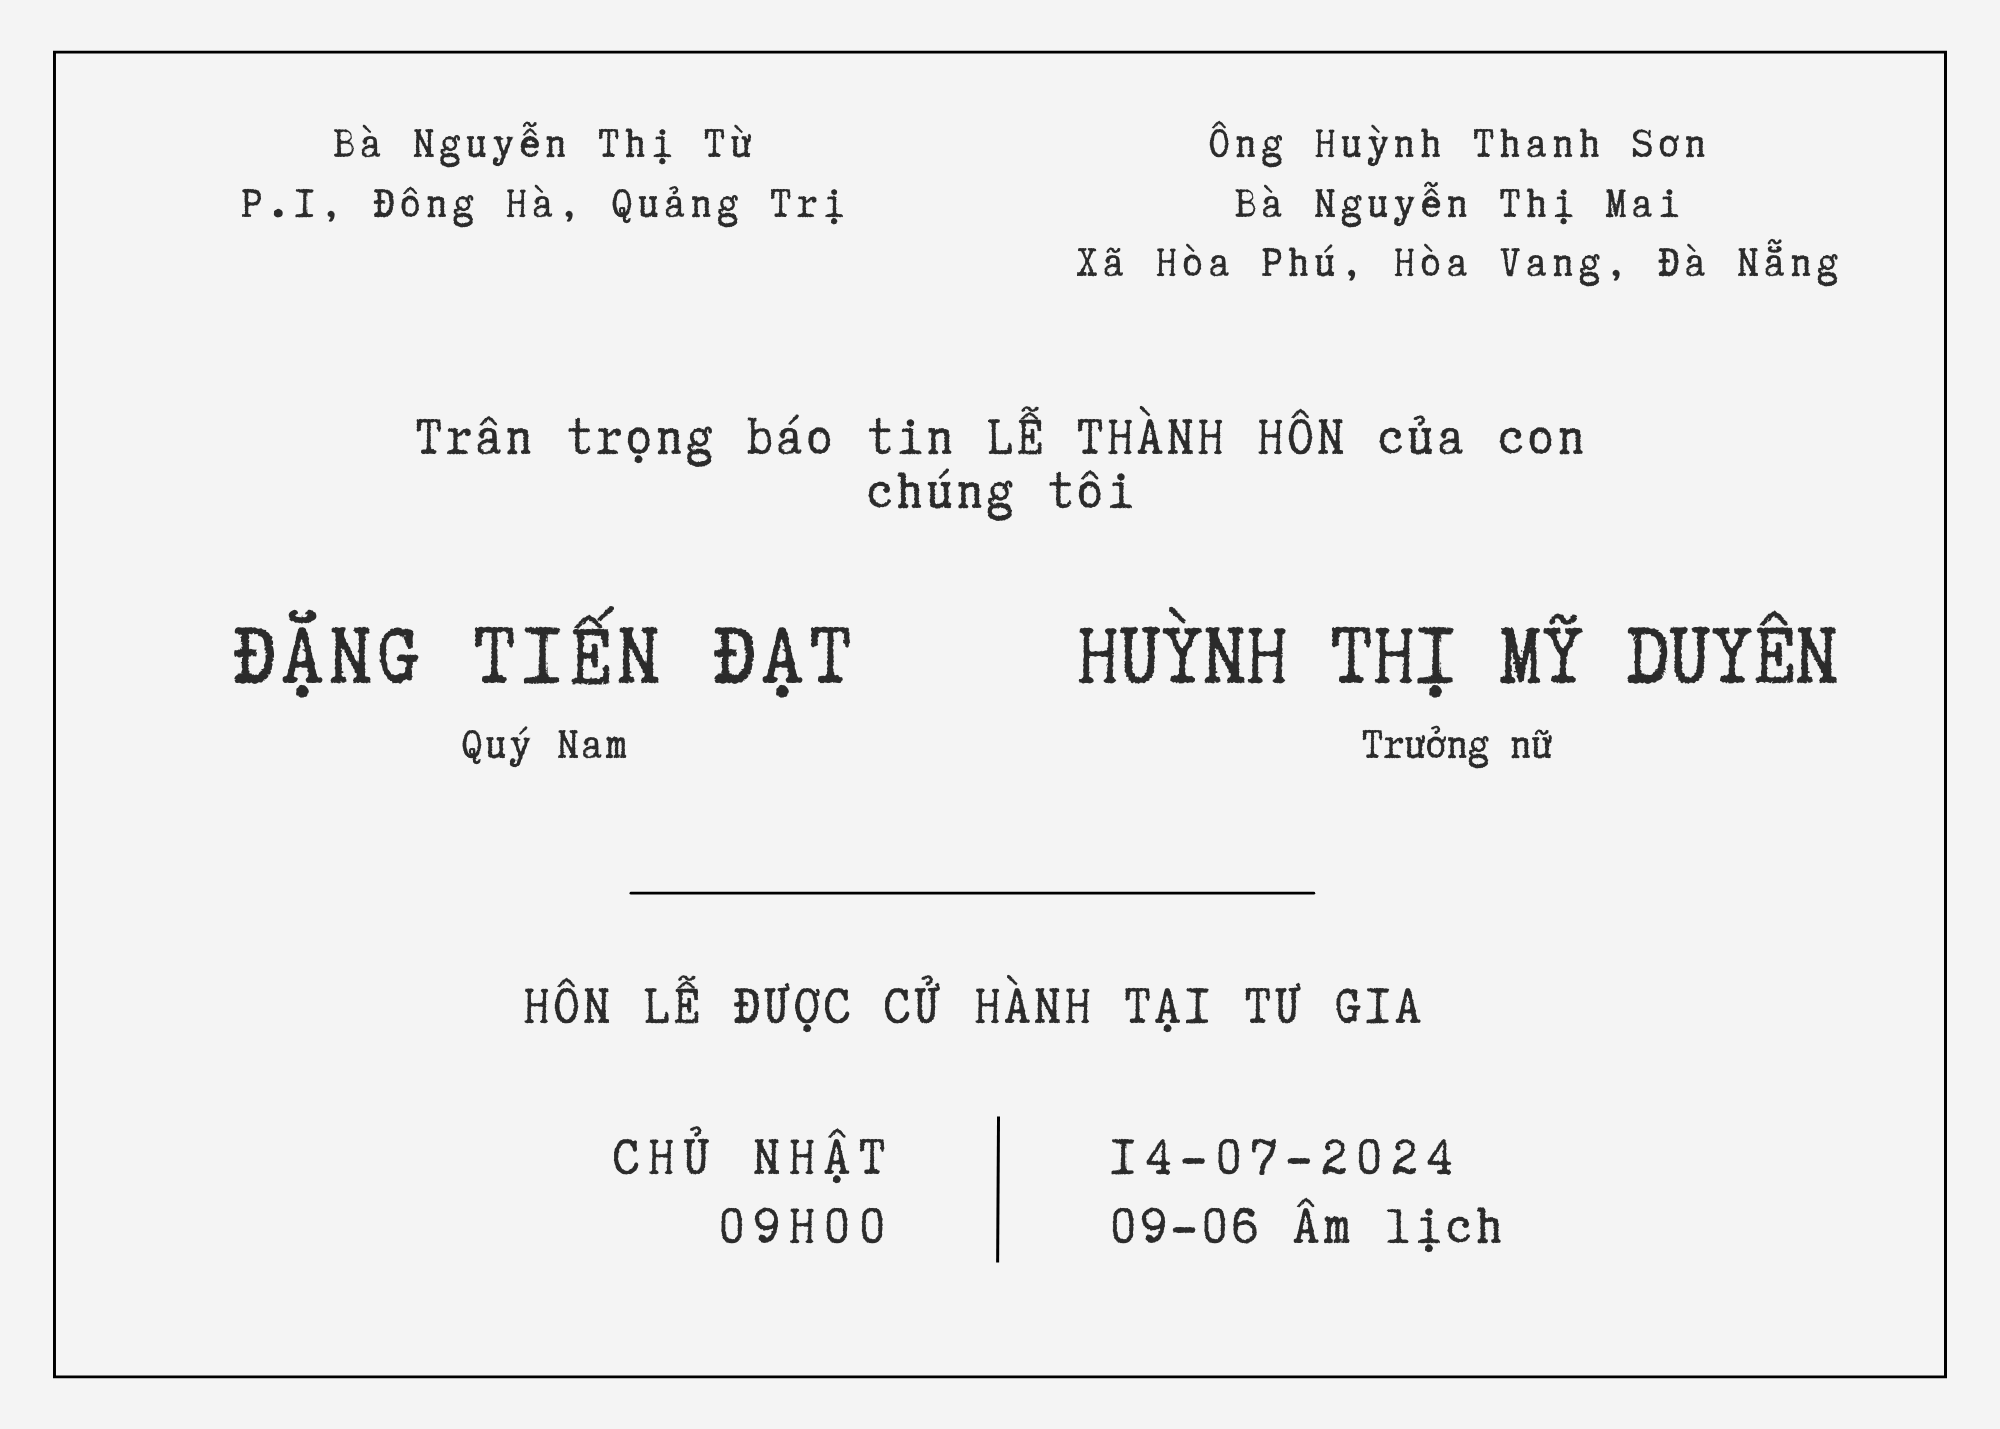 Bà Nguyễn Thị Từ
P.I, Đông Hà, Quảng Trị
Ông Huỳnh Thanh Sơn
Bà Nguyễn Thị Mai
Xã Hòa Phú, Hòa Vang, Đà Nẵng
Trân trọng báo tin LỄ THÀNH HÔN của con
chúng tôi
ĐẶNG TIẾN ĐẠT
Quý Nam
HUỲNH THỊ MỸ DUYÊN
Trưởng nữ
HÔN LỄ ĐƯỢC CỬ HÀNH TẠI TƯ GIA
CHỦ NHẬT
09H00
14-07-2024
09-06 Âm lịch